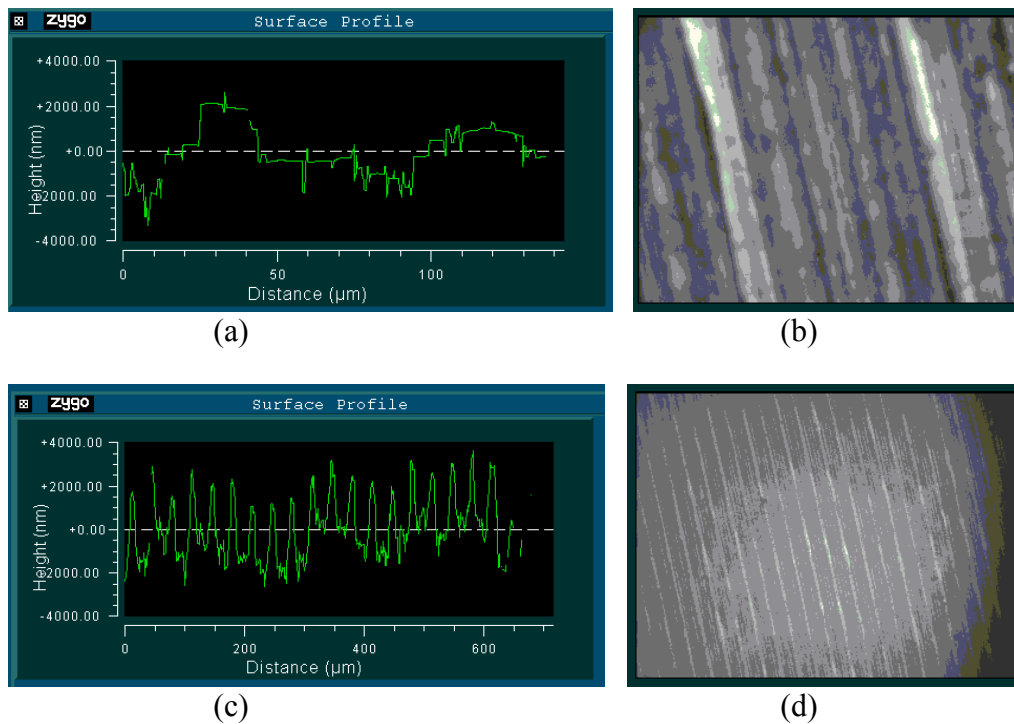 zygo Surface Profile
+4000.00
+2000.00
+0.00
-2000.00
-4000.00
Height (nm)
0 50 100
Distance (µm)
(a) (b)
zygo Surface Profile
+4000.00
+2000.00
+0.00
-2000.00
-4000.00
Height (nm)
0 200 400 600
Distance (µm)
(c) (d)